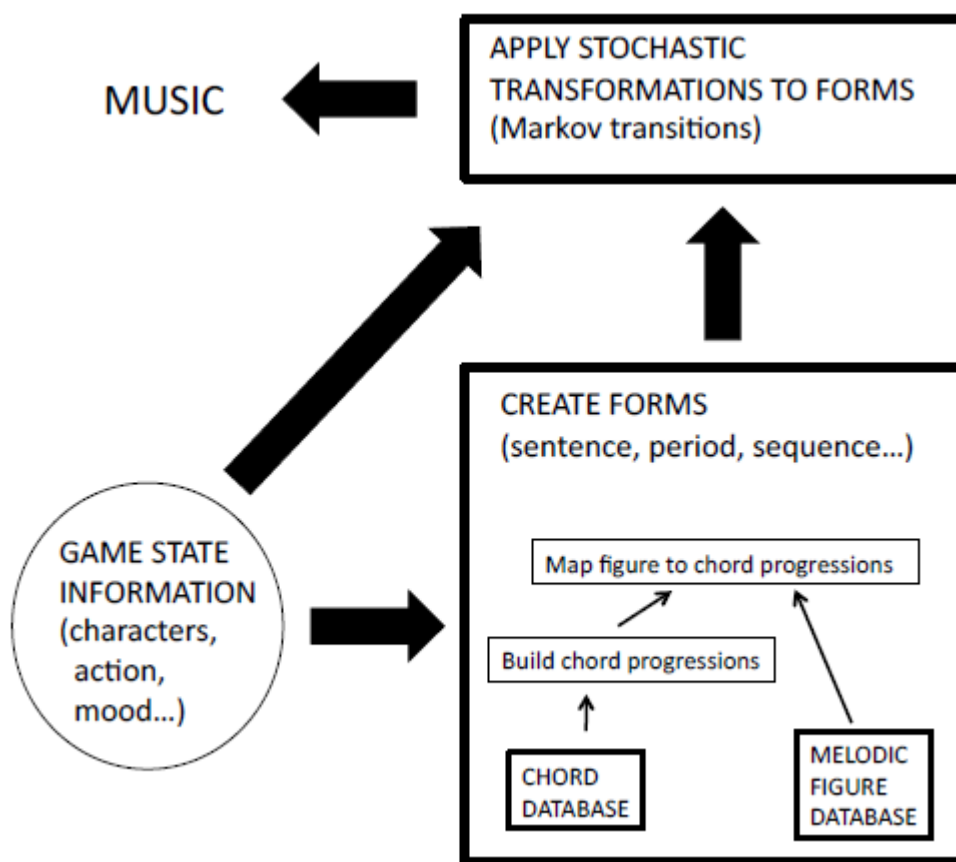 MUSIC
APPLY STOCHASTIC
TRANSFORMATIONS TO FORMS
(Markov transitions)
GAME STATE
INFORMATION
(characters,
action,
mood...)
CREATE FORMS
(sentence, period, sequence...)
Map figure to chord progressions
Build chord progressions
CHORD
DATABASE
MELODIC
FIGURE
DATABASE